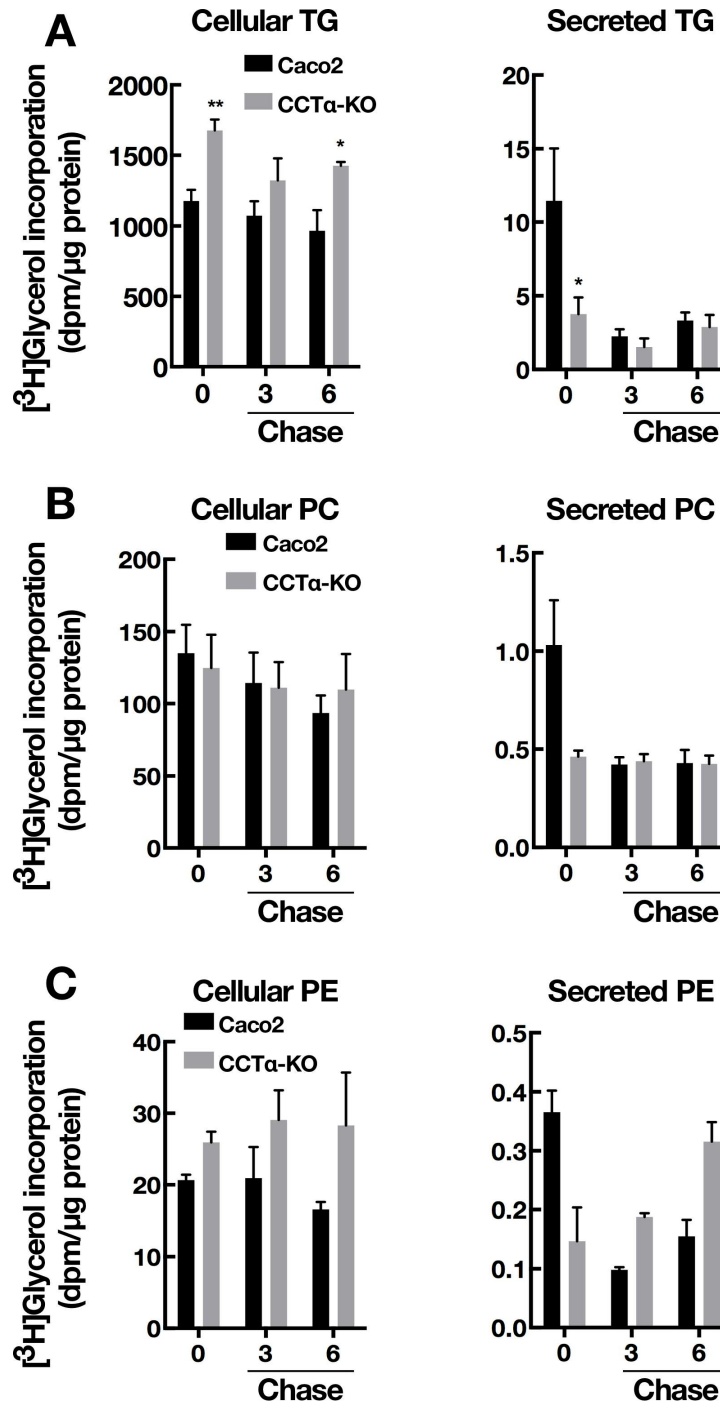 A
Cellular TG
Secreted TG
Caco2
CCTα-KO
[³H]Glycerol incorporation
(dpm/µg protein)
2000
1500
1000
500
0
**
*
0 3 6
Chase
20
15
10
5
0
*
0 3 6
Chase
B
Cellular PC
Secreted PC
Caco2
CCTα-KO
[³H]Glycerol incorporation
(dpm/µg protein)
200
150
100
50
0
0 3 6
Chase
1.5
1.0
0.5
0.0
0 3 6
Chase
C
Cellular PE
Secreted PE
Caco2
CCTα-KO
[³H]Glycerol incorporation
(dpm/µg protein)
40
30
20
10
0
0 3 6
Chase
0.5
0.4
0.3
0.2
0.1
0.0
0 3 6
Chase